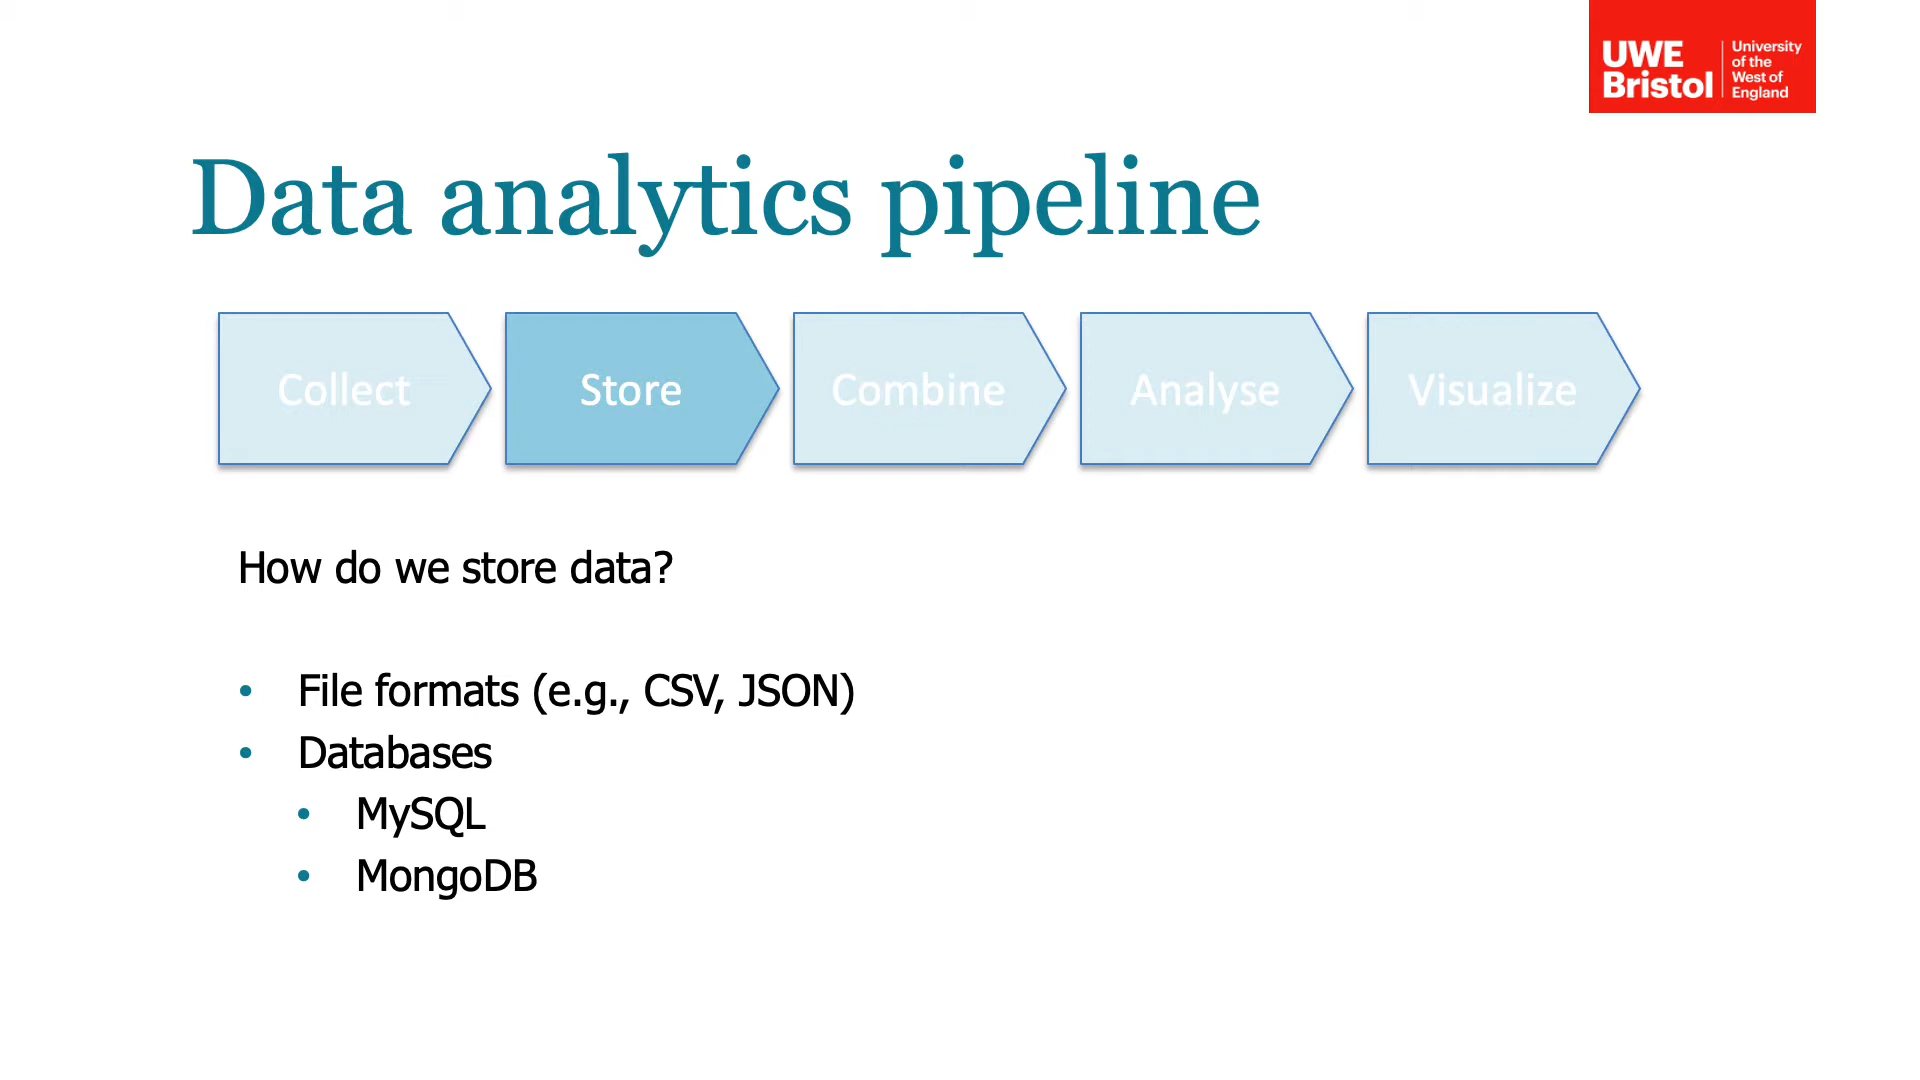 UWE
Bristol
University
of the
West of
England
Data analytics pipeline
Collect
Store
Combine
Analyse
Visualize
How do we store data?
• File formats (e.g., CSV, JSON)
• Databases
• MySQL
• MongoDB